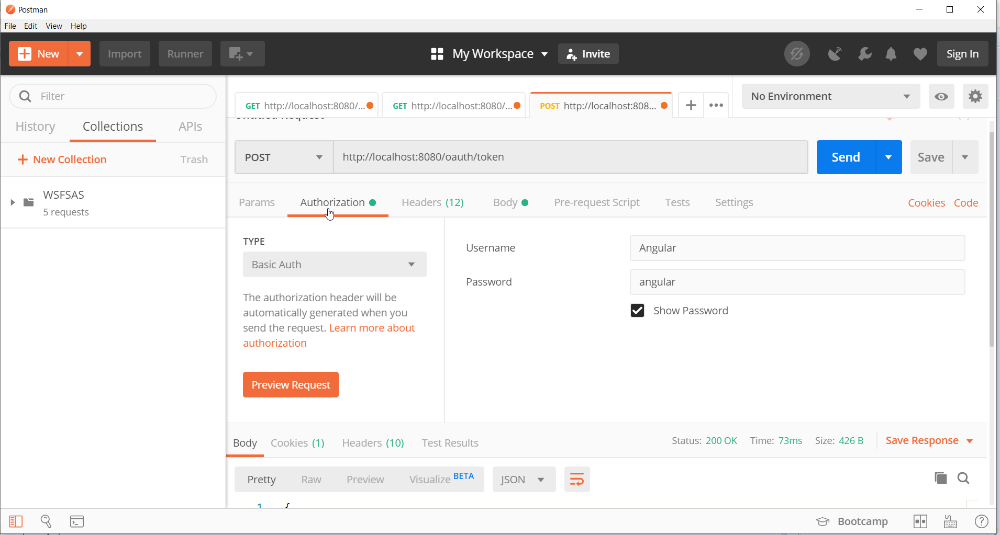 Postman
File Edit View Help
New Import Runner My Workspace Invite Sign In
Filter
GET http://localhost:8080/... GET http://localhost:8080/... POST http://localhost:808... No Environment
History Collections APIs
New Collection Trash
POST http://localhost:8080/oauth/token Send Save
WSFSAS
5 requests
Params Authorization Headers (12) Body Pre-request Script Tests Settings Cookies Code
TYPE
Basic Auth
The authorization header will be
automatically generated when you
send the request. Learn more about
authorization
Preview Request
Username Angular
Password angular
Show Password
Body Cookies (1) Headers (10) Test Results Status: 200 OK Time: 73ms Size: 426 B Save Response
Pretty Raw Preview Visualize BETA JSON
1 {
Bootcamp